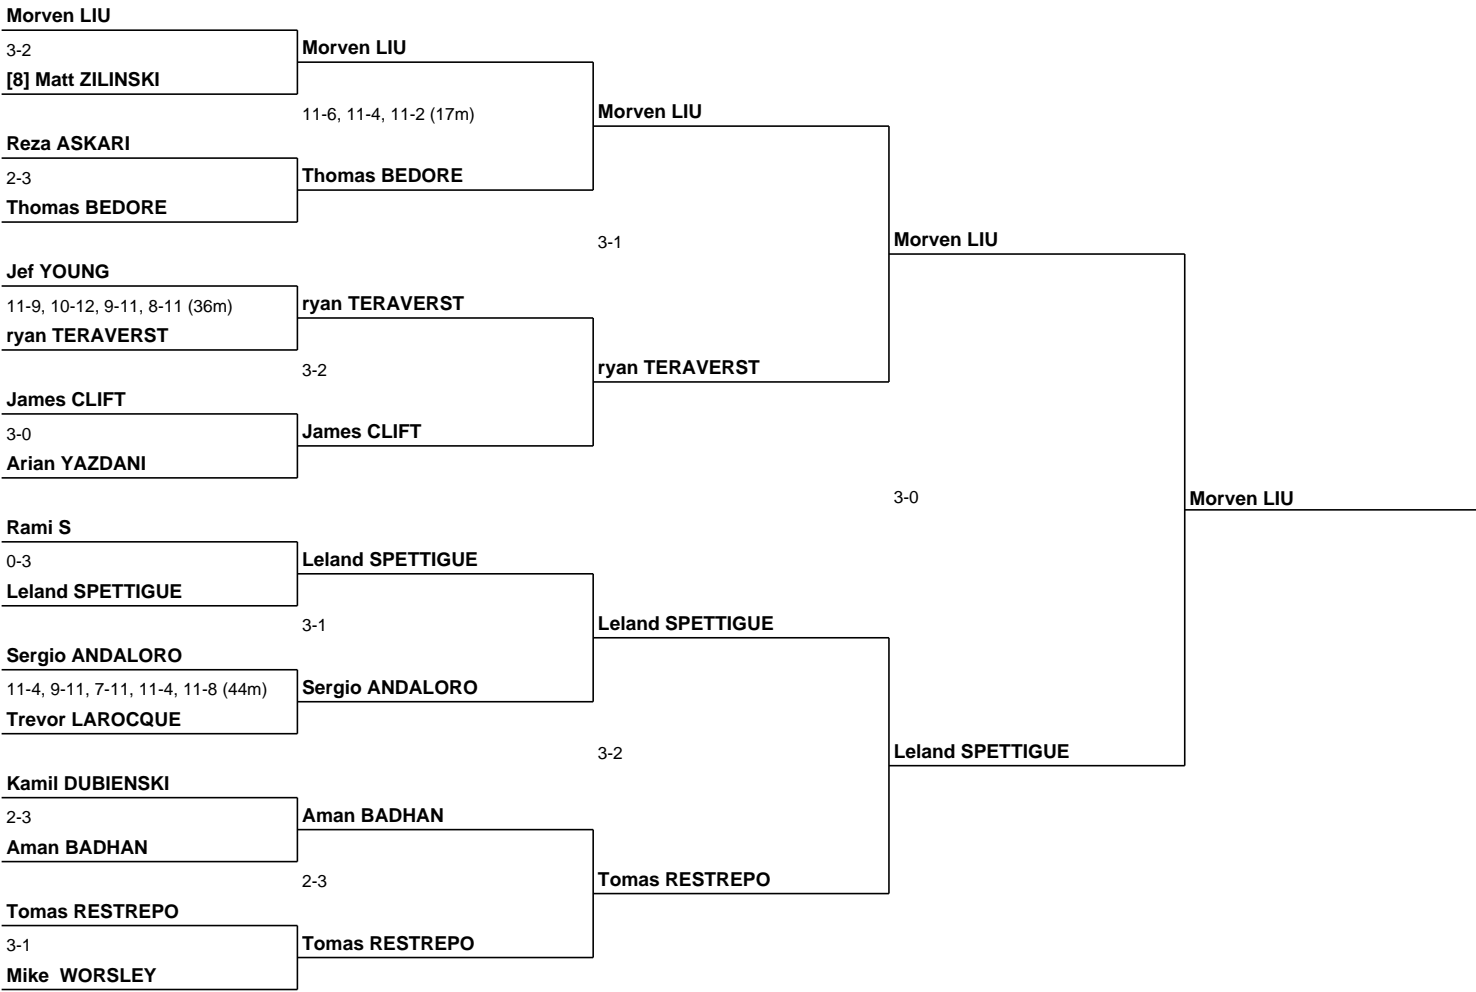 Morven LIU
3-2
[8] Matt ZILINSKI
Reza ASKARI
2-3
Thomas BEDORE
Jef YOUNG
11-9, 10-12, 9-11, 8-11 (36m)
ryan TERAVERST
James CLIFT
3-0
Arian YAZDANI
Rami S
0-3
Leland SPETTIGUE
Sergio ANDALORO
11-4, 9-11, 7-11, 11-4, 11-8 (44m)
Trevor LAROCQUE
Kamil DUBIENSKI
2-3
Aman BADHAN
Tomas RESTREPO
3-1
Mike  WORSLEY
Morven LIU
11-6, 11-4, 11-2 (17m)
Thomas BEDORE
ryan TERAVERST
3-2
James CLIFT
Leland SPETTIGUE
3-1
Sergio ANDALORO
Aman BADHAN
2-3
Tomas RESTREPO
Morven LIU
3-1
ryan TERAVERST
Leland SPETTIGUE
3-2
Tomas RESTREPO
Morven LIU
3-0
Leland SPETTIGUE
Morven LIU